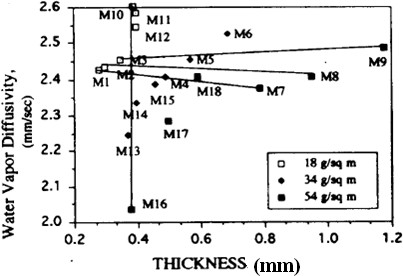 2.6
2.5
2.4
2.3
2.2
2.1
2.0
Water Vapor Diffusivity,
(mm/sec)
M10
M11
M12
M6
M3
M5
M9
M1
M2
M4
M18
M8
M15
M7
M14
M17
M13
M16
18 g/sq m
34 g/sq m
54 g/sq m
0.2
0.4
0.6
0.8
1.0
1.2
THICKNESS (mm)